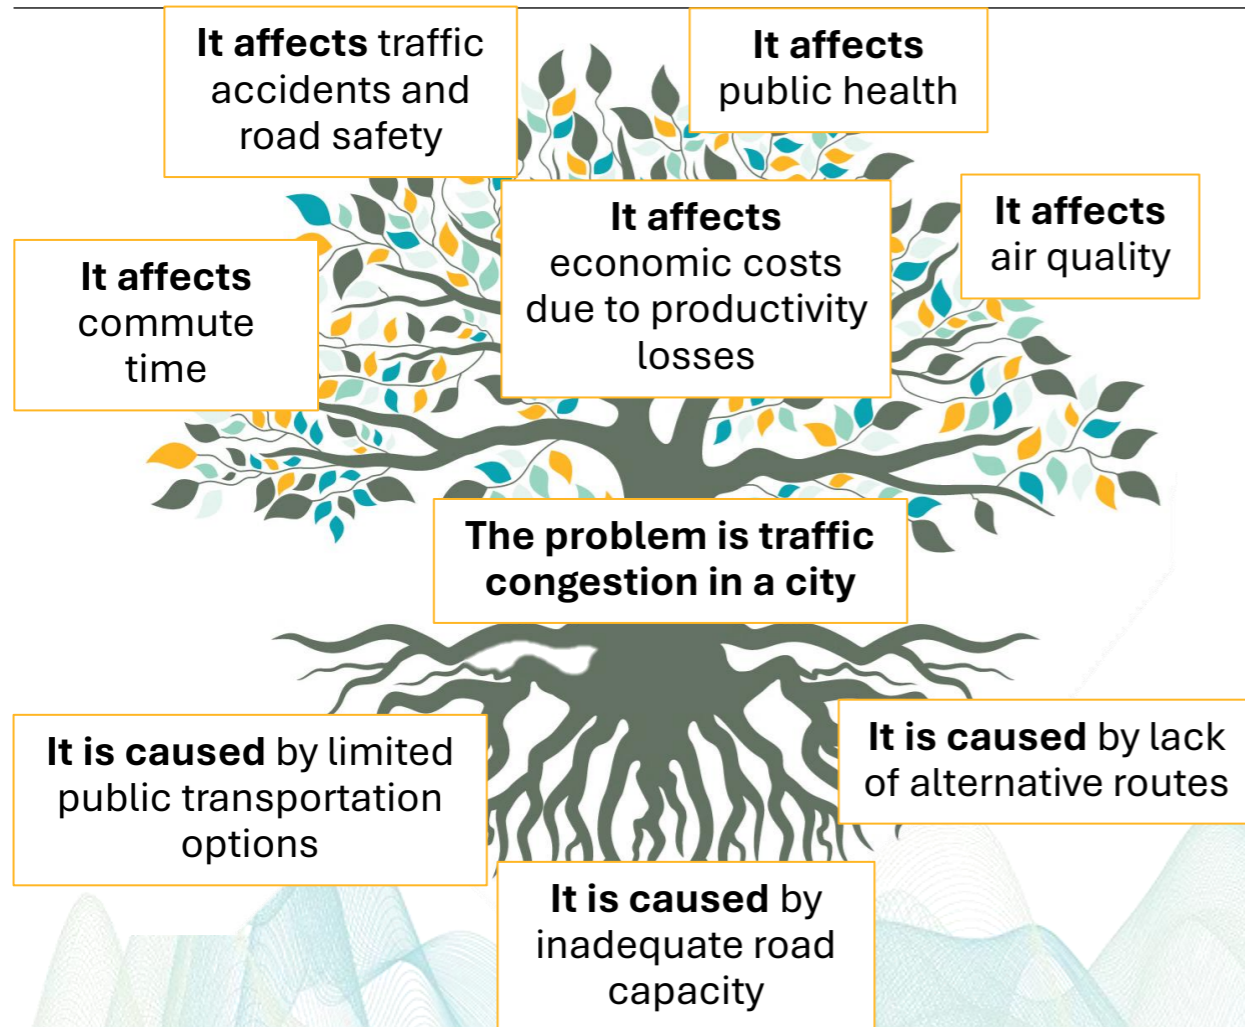 It affects traffic
accidents and
road safety
It affects
public health
It affects
air quality
It affects
economic costs
due to productivity
losses
It affects
commute
time
The problem is traffic
congestion in a city
It is caused by limited
public transportation
options
It is caused by lack
of alternative routes
It is caused by
inadequate road
capacity